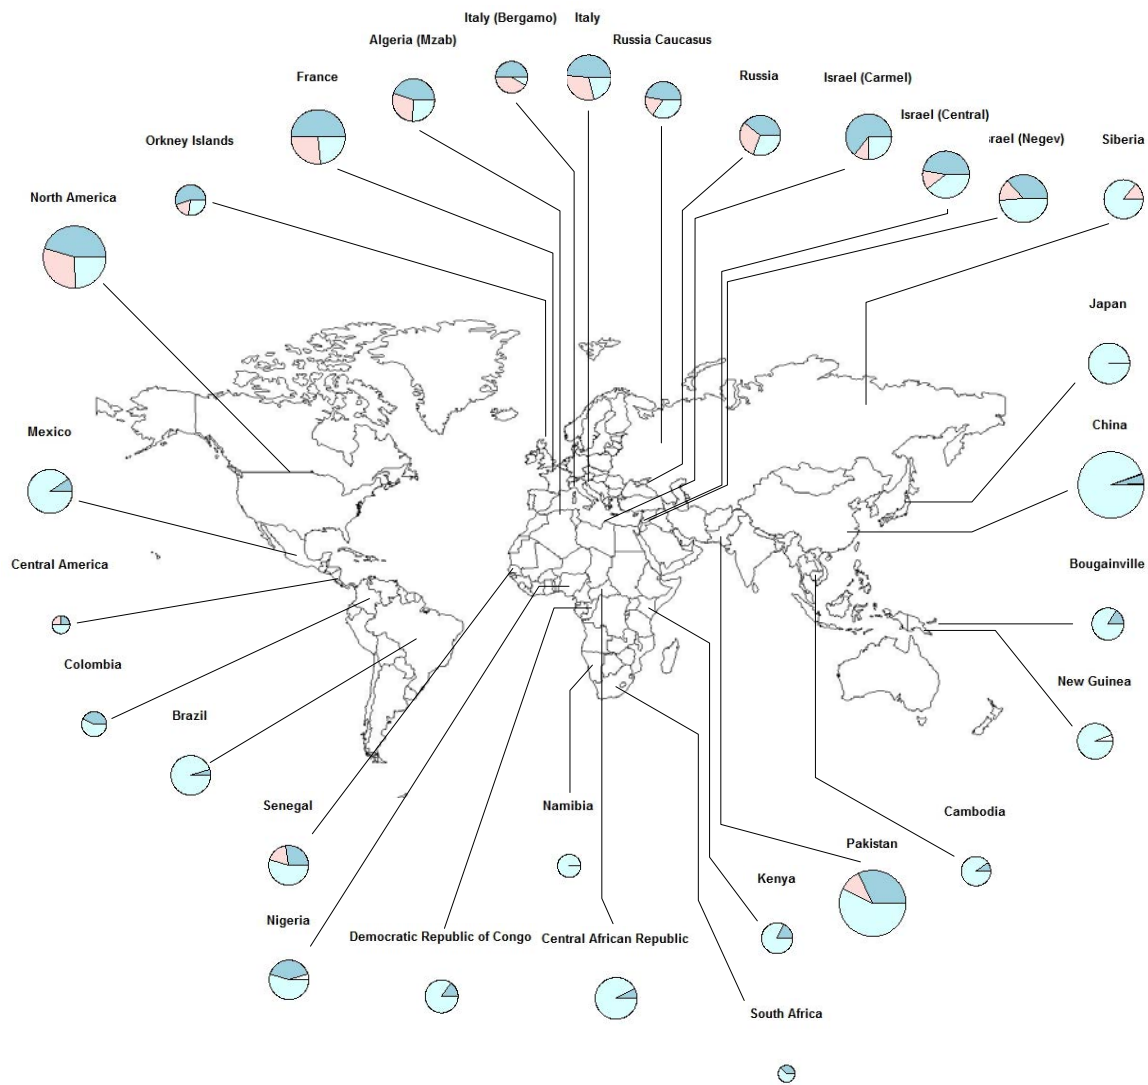 Italy (Bergamo)
Italy
Algeria (Mzab)
Russia Caucasus
France
Russia
Israel (Carmel)
Israel (Central)
Orkney Islands
rael (Negev)
Siberia
North America
Japan
Mexico
China
Central America
Bougainville
Colombia
New Guinea
Brazil
Senegal
Namibia
Cambodia
Pakistan
Kenya
Nigeria
Democratic Republic of Congo
Central African Republic
South Africa